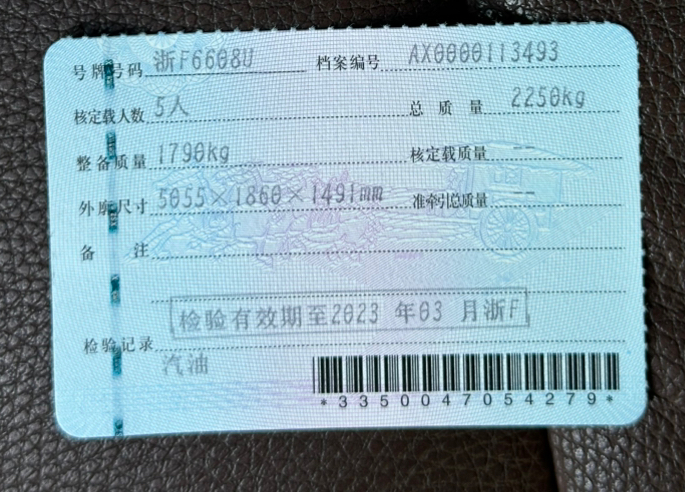 号牌号码 浙F6608U 档案编号 AX0000113493
核定载人数 5人 总质量 2250kg
整备质量 1790kg 核定载质量 --
外廓尺寸 5055×1860×1491mm 准牵引总质量 --
备注
检验有效期至2023 年03 月浙F
检验记录
汽油
*3350047054279*